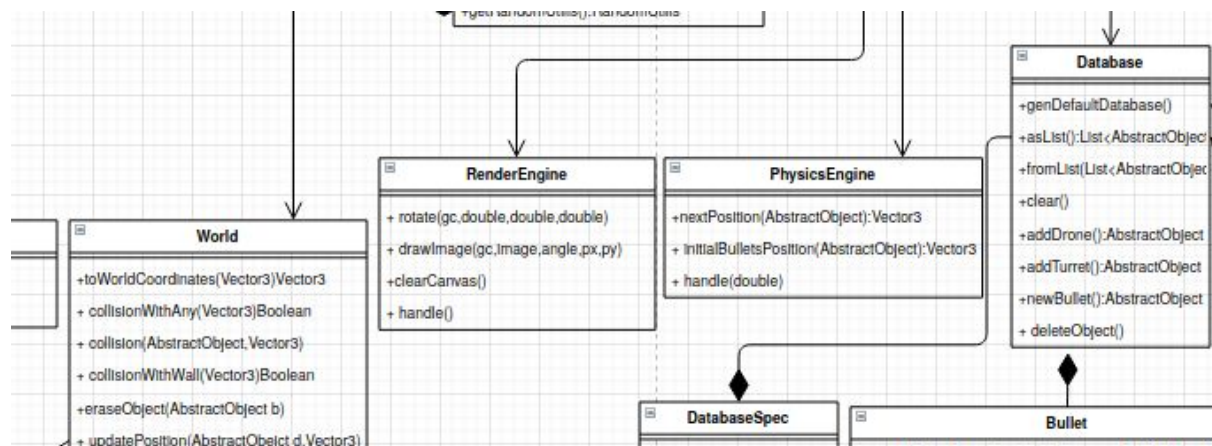 +getRandomUtils():RandomUtils
Database
+genDefaultDatabase()
+asList():List<AbstractObject
+fromList(List<AbstractObjec
+clear()
+addDrone():AbstractObject
+addTurret():AbstractObject
+newBullet():AbstractObject
+ deleteObject()
RenderEngine
+ rotate(gc,double,double,double)
+ drawImage(gc,image,angle,px,py)
+clearCanvas()
+ handle()
PhysicsEngine
+nextPosition(AbstractObject):Vector3
+ initialBulletsPosition(AbstractObject):Vector3
+ handle(double)
World
+toWorldCoordinates(Vector3)Vector3
+ collisionWithAny(Vector3)Boolean
+ collision(AbstractObject,Vector3)
+ collisionWithWall(Vector3)Boolean
+eraseObject(AbstractObject b)
+ updatePosition(AbstractObejct d,Vector3)
DatabaseSpec
Bullet